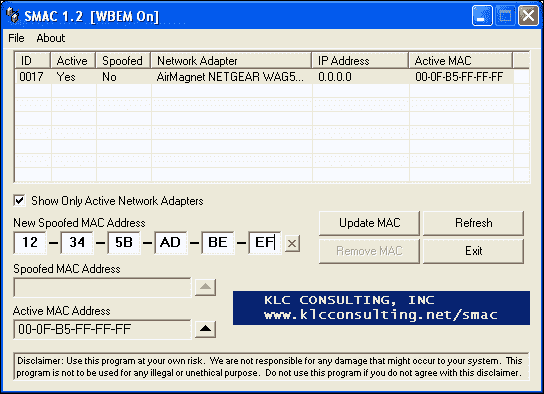 SMAC 1.2 [WBEM On]
File About
ID Active Spoofed Network Adapter IP Address Active MAC
0017 Yes No AirMagnet NETGEAR WAG5... 0.0.0.0 00-0F-B5-FF-FF-FF
Show Only Active Network Adapters
New Spoofed MAC Address
12 - 34 - 5B - AD - BE - EF
Update MAC Refresh
Remove MAC Exit
Spoofed MAC Address
KLC CONSULTING, INC
www.klcconsulting.net/smac
Active MAC Address
00-0F-B5-FF-FF-FF
Disclaimer: Use this program at your own risk. We are not responsible for any damage that might occur to your system. This
program is not to be used for any illegal or unethical purpose. Do not use this program if you do not agree with this disclaimer.